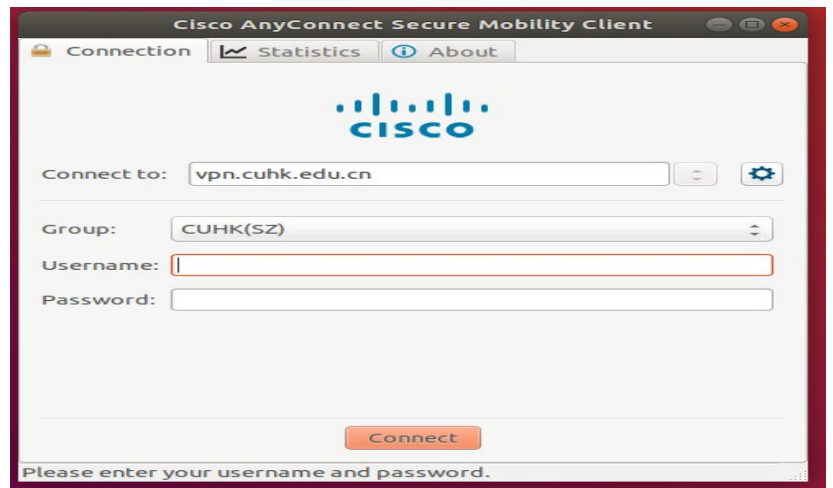 Cisco AnyConnect Secure Mobility Client
Connection Statistics About
CISCO
Connect to: vpn.cuhk.edu.cn
Group: CUHK(SZ)
Username:
Password:
Connect
Please enter your username and password.